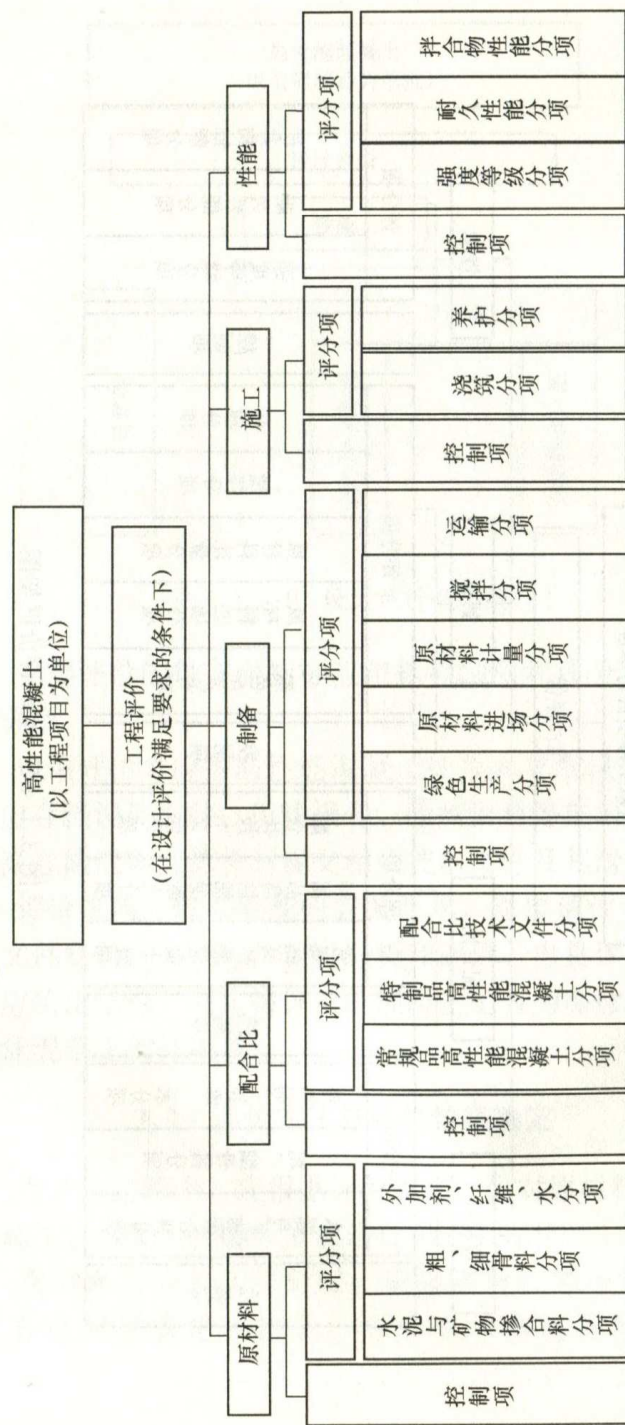 高性能混凝土
(以工程项目为单位)
工程评价
(在设计评价满足要求的条件下)
原材料
配合比
制备
施工
性能
控制项
评分项
水泥与矿物掺合料分项
粗、细骨料分项
外加剂、纤维、水分项
控制项
评分项
常规品高性能混凝土分项
特制品高性能混凝土分项
配合比技术文件分项
控制项
评分项
绿色生产分项
原材料进场分项
原材料计量分项
搅拌分项
运输分项
控制项
评分项
浇筑分项
养护分项
控制项
评分项
强度等级分项
耐久性能分项
拌合物性能分项